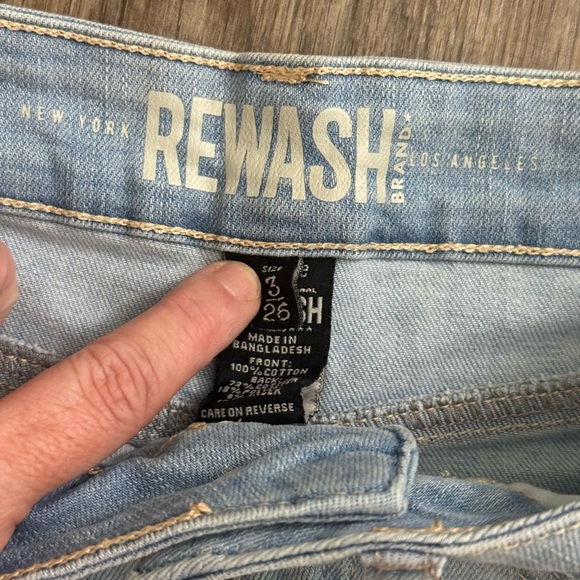 NEW YORK
REWASH
BRAND
LOS ANGELES
SIZE
3
26
SH
MADE IN
BANGLADESH
FRONT:
100% COTTON
CARE ON REVERSE